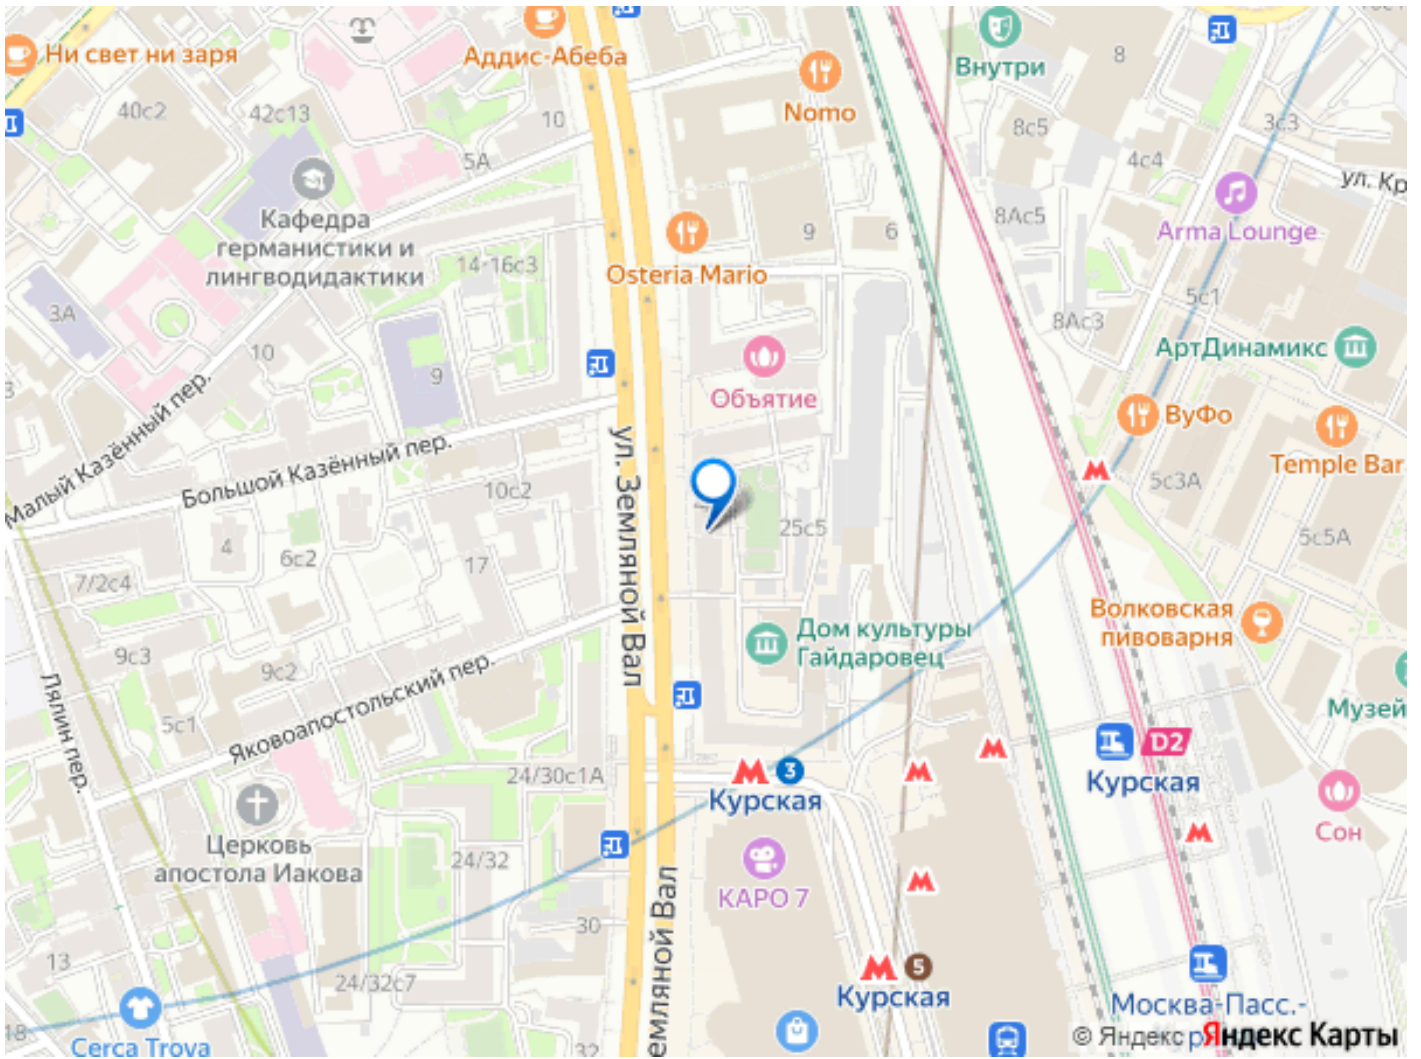 Ни свет ни заря
Аддис-Абеба
Внутри
8
Nomo
40с2
42с13
10
5А
8с5
3с3
4с4
ул. Кр
Кафедра
германистики и
лингводидактики
14-16с3
Osteria Mario
9
6
8Ас5
Arma Lounge
5с1
3А
10
9
8Ас3
АртДинамикс
Объятие
ВуФо
Temple Bar
Малый Казённый пер.
Большой Казённый пер.
ул. Земляной Вал
10с2
5с3А
4
6с2
17
25с5
5с5А
7/2с4
Волковская
пивоварня
Дом культуры
Гайдаровец
9с3
9с2
Лялин пер.
Яковоапостольский пер.
5с1
Музей
D2
Курская
24/30с1А
3
Курская
Сон
Церковь
апостола Иакова
24/32
КАРО 7
30
емляной Вал
13
24/32с7
5
Курская
Москва-Пасс.-
18
Cerca Trova
32
© Яндекс
Яндекс Карты